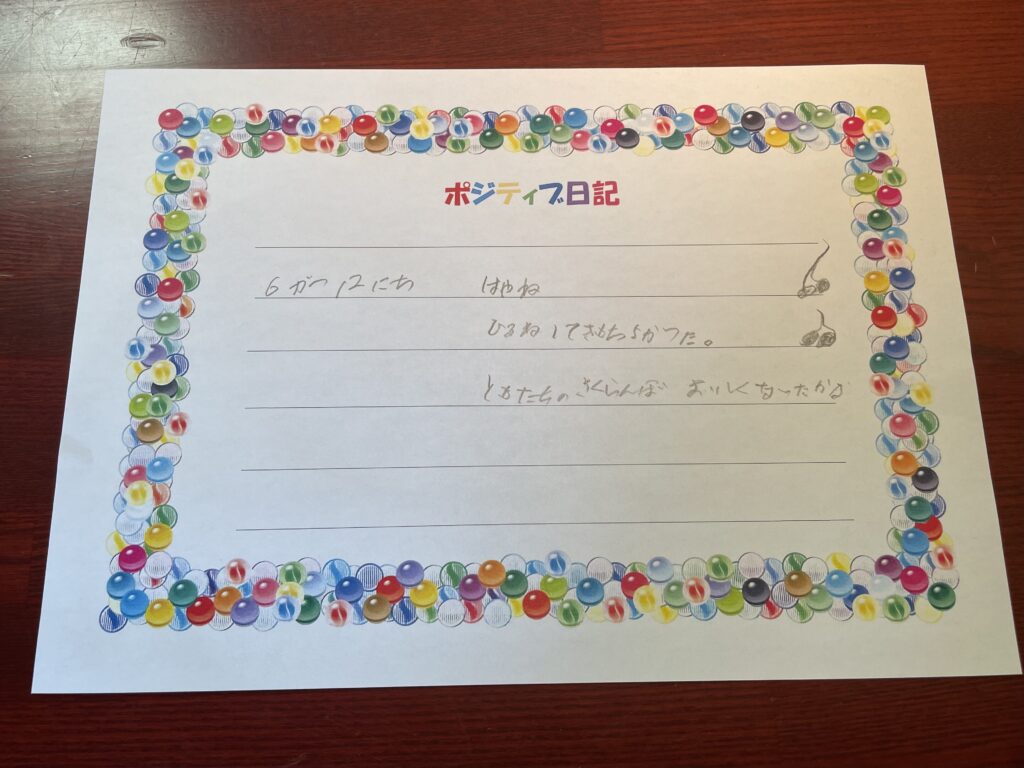 ポジティブ日記
6がつ12にち はやね
ひるねしてきもちよかった。
ともだちのさくらんぼ おいしくなったかな